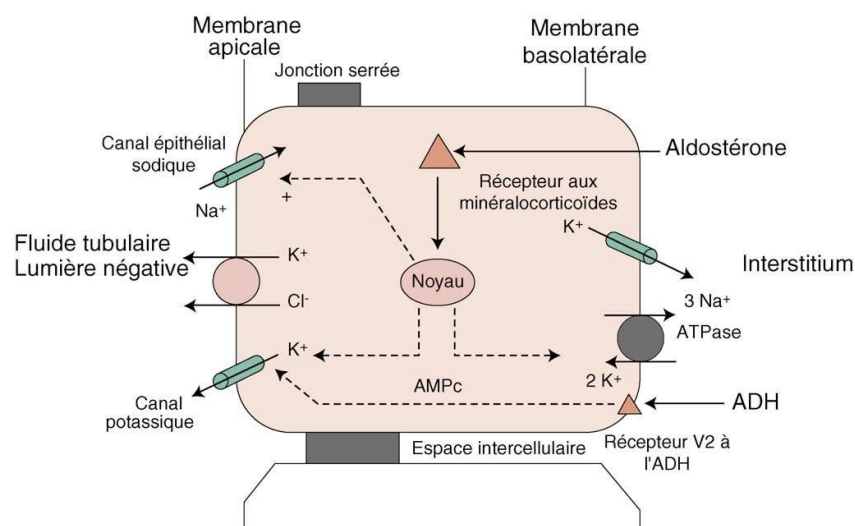 Membrane
apicale
Membrane
basolatérale
Jonction serrée
Canal épithélial
sodique
Aldostérone
Récepteur aux
minéralocorticoïdes
Na+
+
K+
Fluide tubulaire
Lumière négative
K+
Noyau
Interstitium
Cl-
3 Na+
ATPase
K+
2 K+
AMPc
Canal
potassique
ADH
Espace intercellulaire
Récepteur V2 à
l'ADH